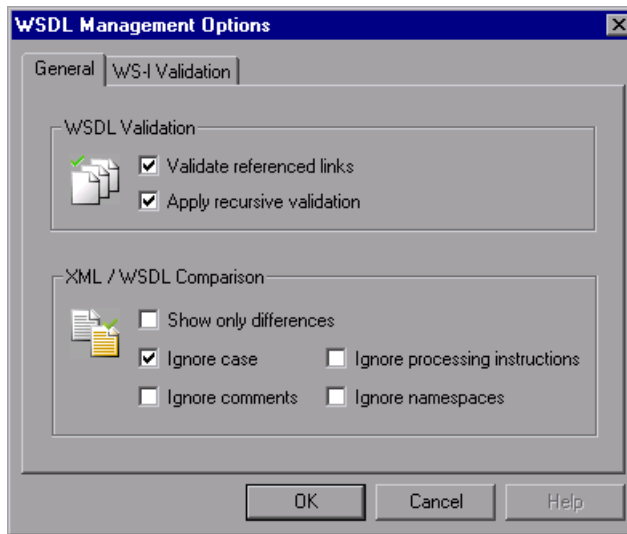 WSDL Management Options
General WS-I Validation
WSDL Validation
Validate referenced links
Apply recursive validation
XML / WSDL Comparison
Show only differences
Ignore case Ignore processing instructions
Ignore comments Ignore namespaces
OK Cancel Help